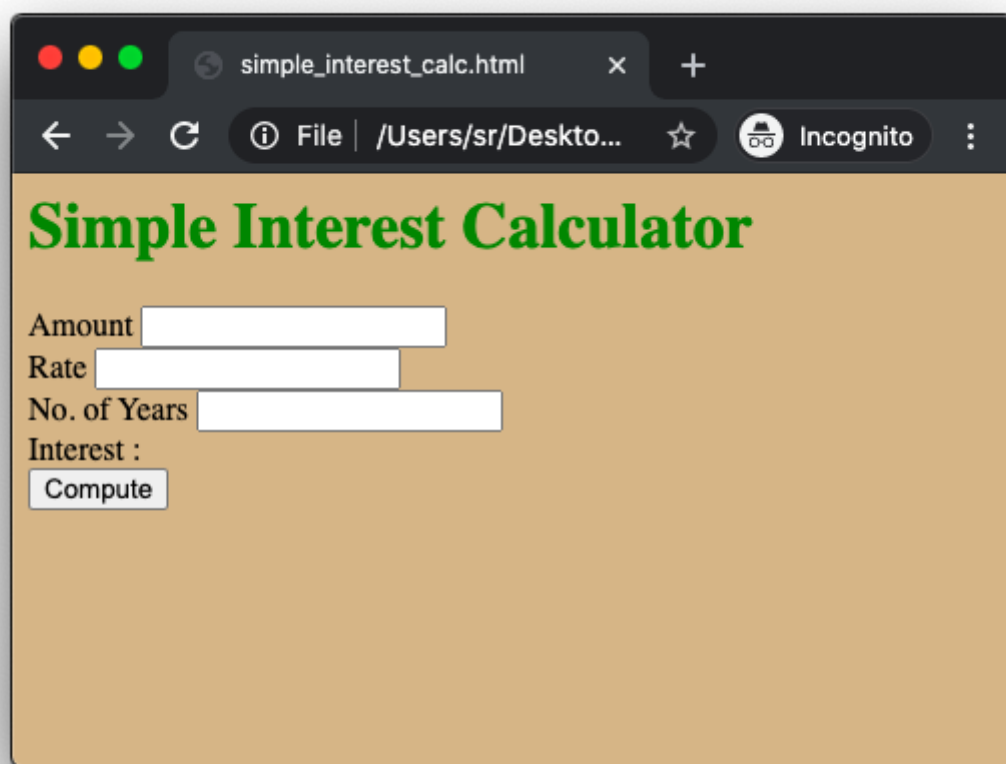 simple_interest_calc.html
File /Users/sr/Deskto... Incognito
Simple Interest Calculator
Amount
Rate
No. of Years
Interest :
Compute